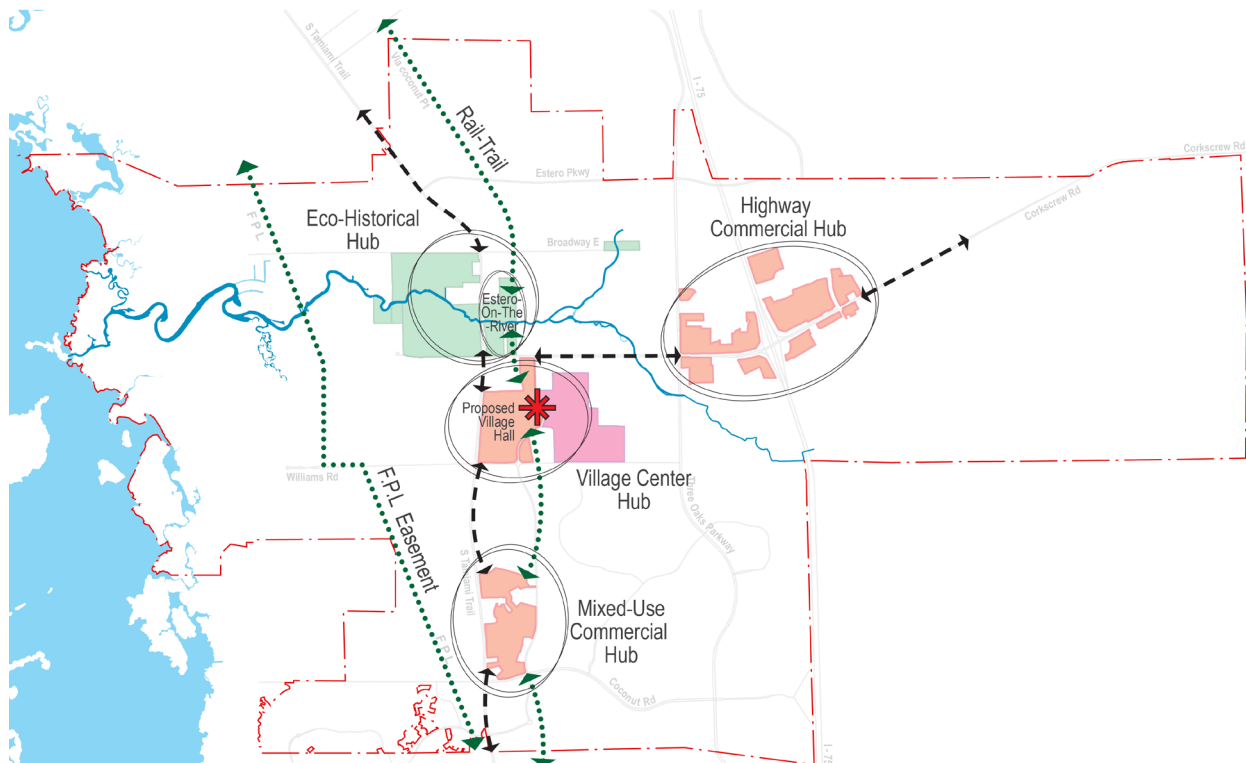 S Tamiami Trail
Via coconut Pt
I - 75
Rail-Trail
Corkscrew Rd
Estero Pkwy
Corkscrew Rd
F.P.L
Eco-Historical
Hub
Highway
Commercial Hub
Broadway E
Estero-
On-The
-River
Proposed
Village
Hall
Williams Rd
Village Center
Hub
Three Oaks Parkway
F.P.L Easement
S Tamiami Trail
Mixed-Use
Commercial
Hub
F.P.L
Coconut Rd
I - 75